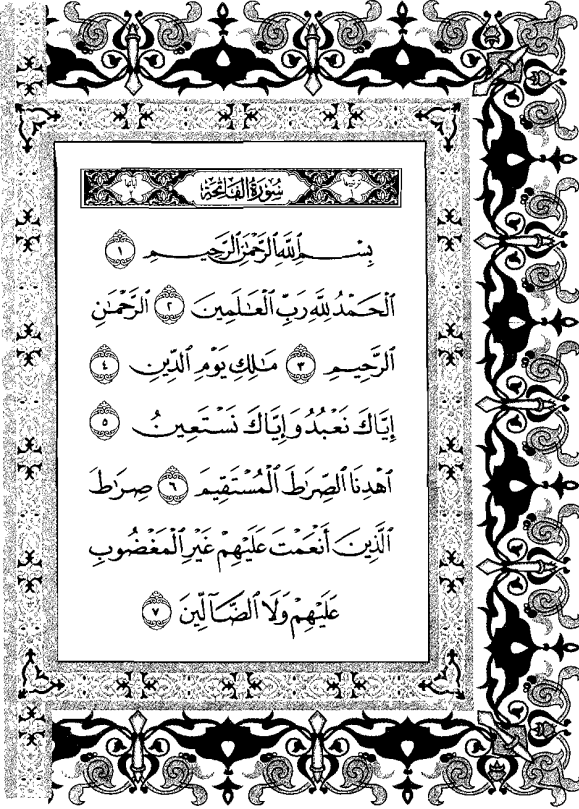 سُورَةُ الفَاتِحَةِ
بِسۡمِ ٱللَّهِ ٱلرَّحۡمَٰنِ ٱلرَّحِيمِ ١
ٱلۡحَمۡدُ لِلَّهِ رَبِّ ٱلۡعَٰلَمِينَ ٢ ٱلرَّحۡمَٰنِ
ٱلرَّحِيمِ ٣ مَٰلِكِ يَوۡمِ ٱلدِّينِ ٤
إِيَّاكَ نَعۡبُدُ وَإِيَّاكَ نَسۡتَعِينُ ٥
ٱهۡدِنَا ٱلصِّرَٰطَ ٱلۡمُسۡتَقِيمَ ٦ صِرَٰطَ
ٱلَّذِينَ أَنۡعَمۡتَ عَلَيۡهِمۡ غَيۡرِ ٱلۡمَغۡضُوبِ
عَلَيۡهِمۡ وَلَا ٱلضَّآلِّينَ ٧